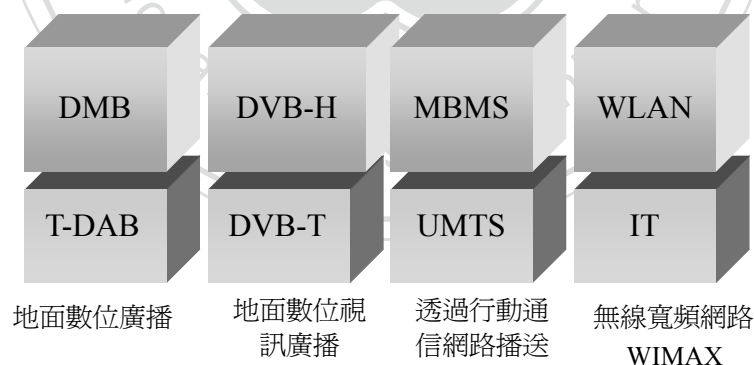 DMB
DVB-H
MBMS
WLAN
T-DAB
DVB-T
UMTS
IT
地面數位廣播
地面數位視
訊廣播
透過行動通
信網路播送
無線寬頻網路
WIMAX